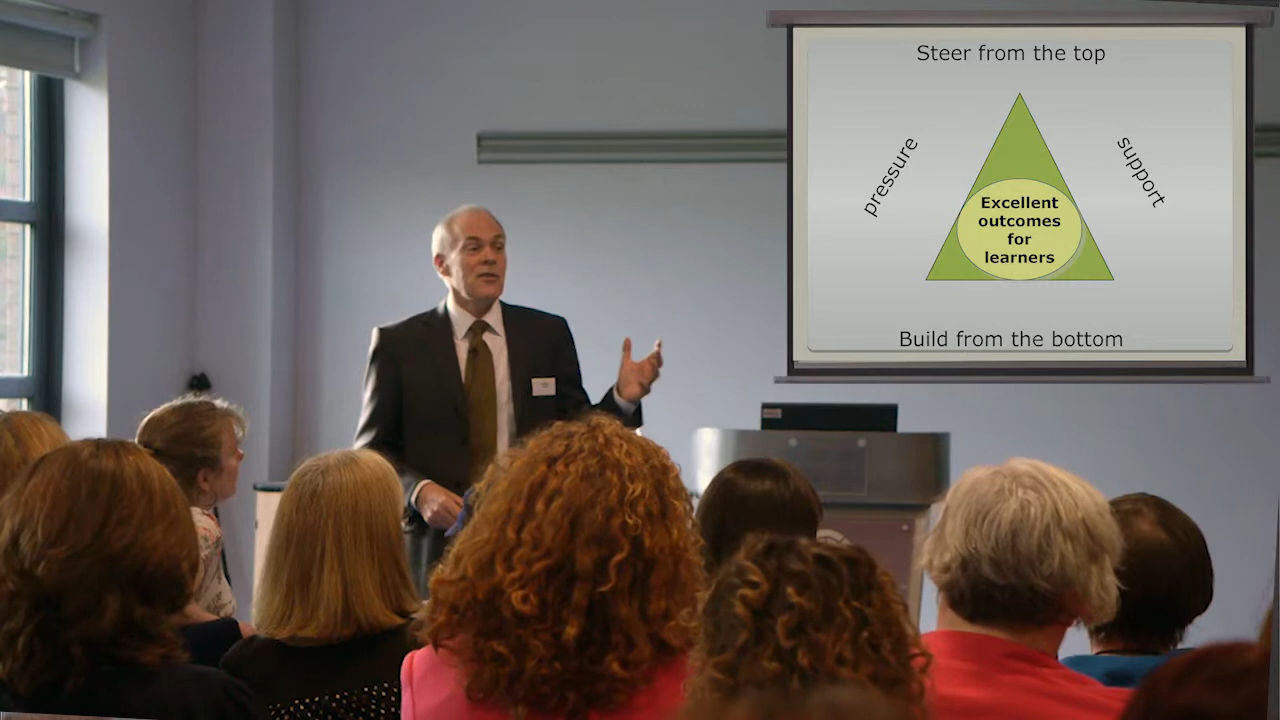 Steer from the top
pressure
support
Excellent
outcomes
for
learners
Build from the bottom